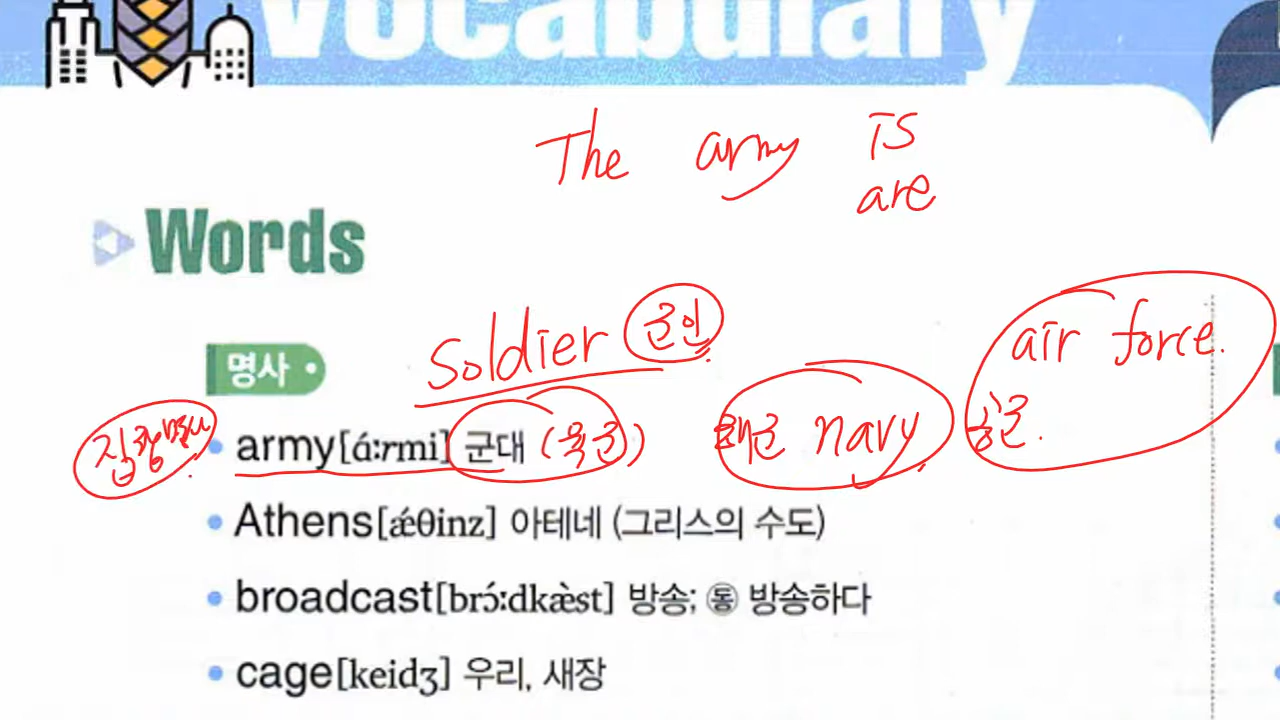 Vocabulary
The army is
are
Words
soldier 군인
air force.
공군.
명사
집합명사
army[ɑ́ːrmi] 군대 (육군) 해군 navy
Athens[ǽθinz] 아테네 (그리스의 수도)
broadcast[brɔ́ːdkæ̀st] 방송; 동 방송하다
cage[keidʒ] 우리, 새장